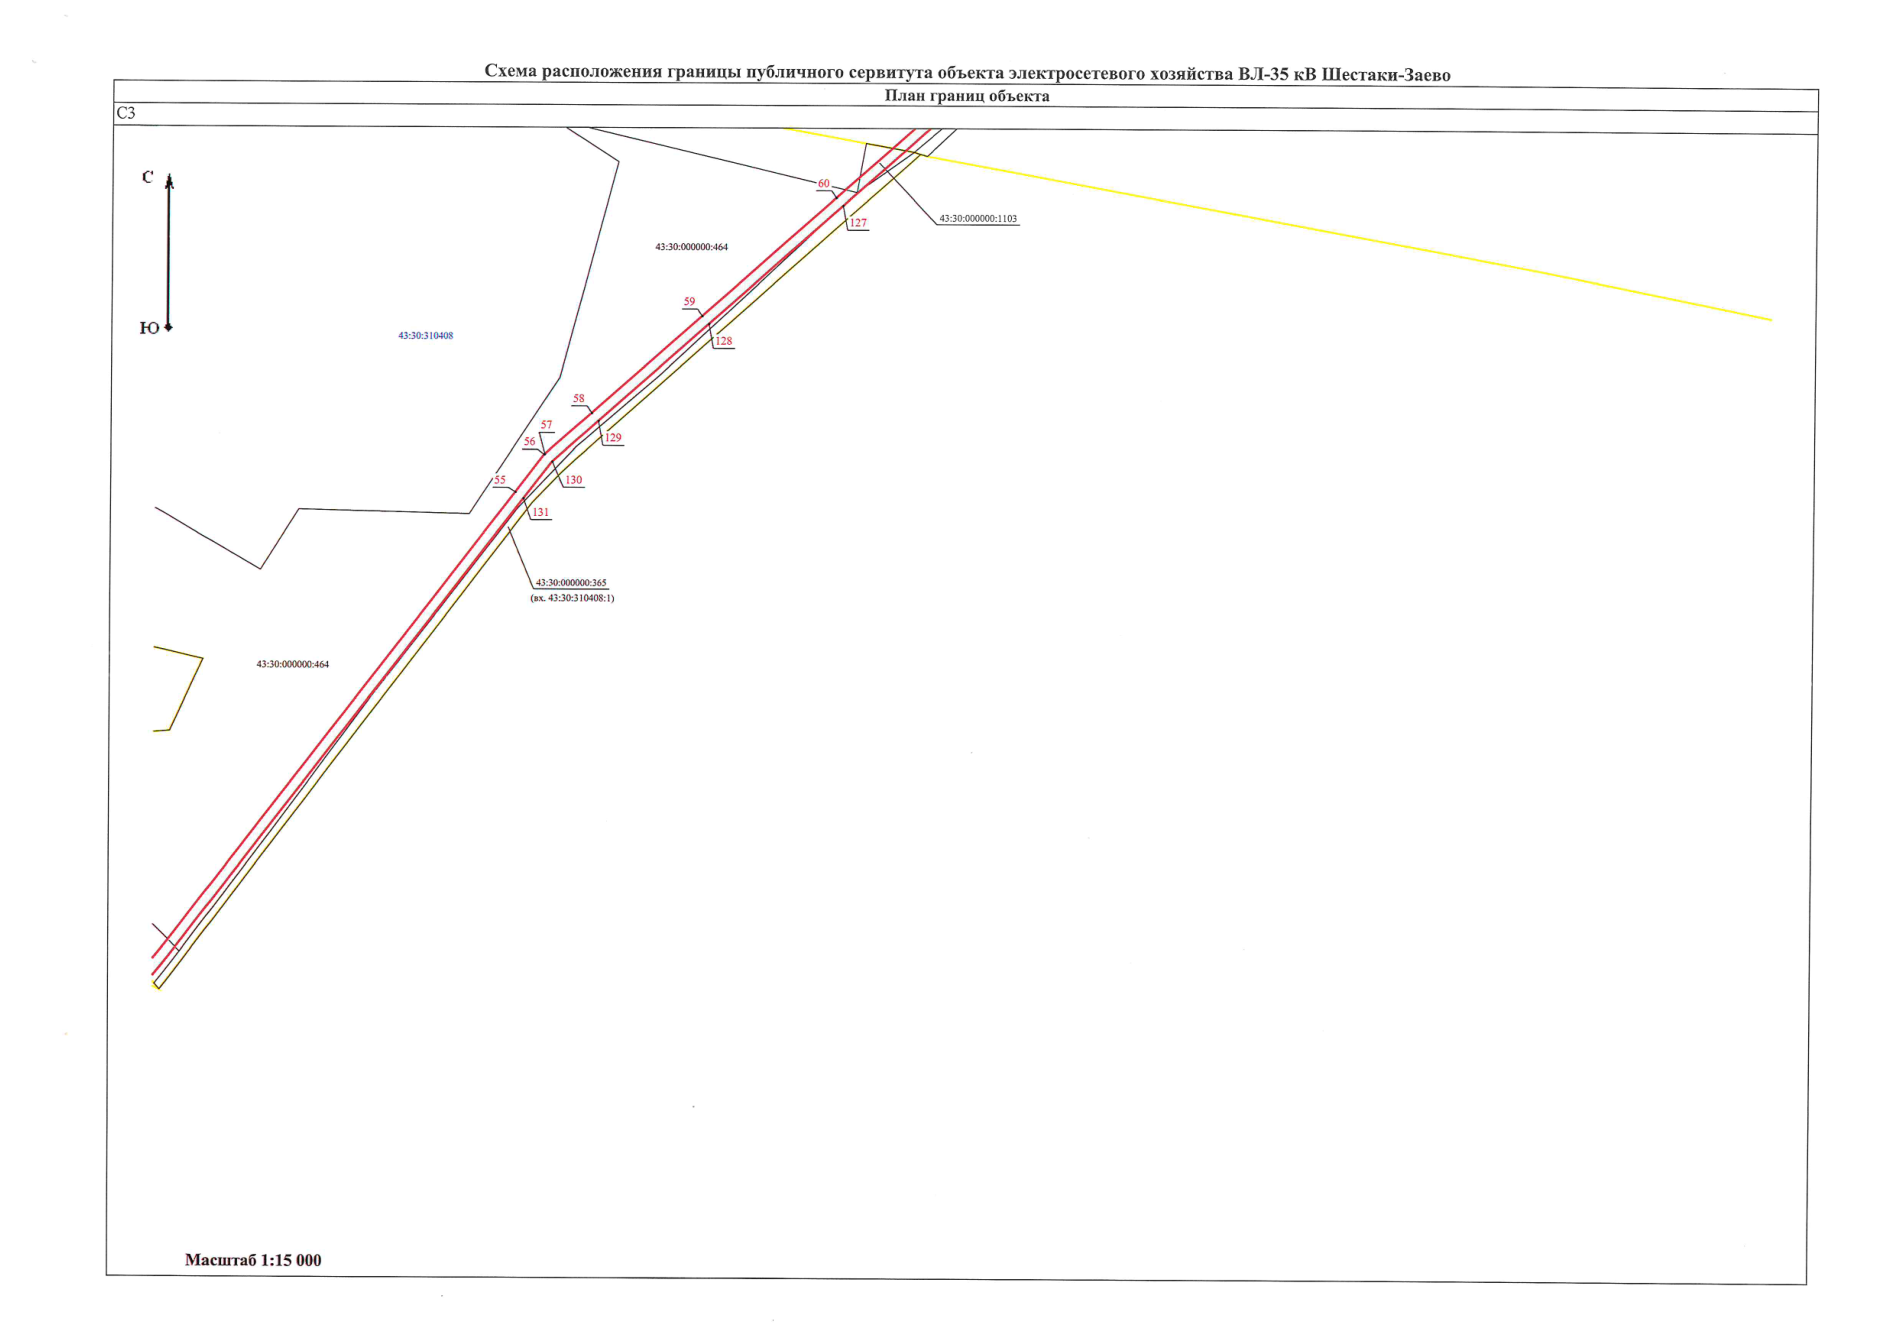 Схема расположения границы публичного сервитута объекта электросетевого хозяйства ВЛ-35 кВ Шестаки-Заево
План границ объекта
С3
С
60
127
43:30:000000:1103
43:30:000000:464
59
Ю
43:30:310408
128
58
57
56
129
55
130
131
43:30:000000:365
(вх. 43:30:310408:1)
43:30:000000:464
Масштаб 1:15 000